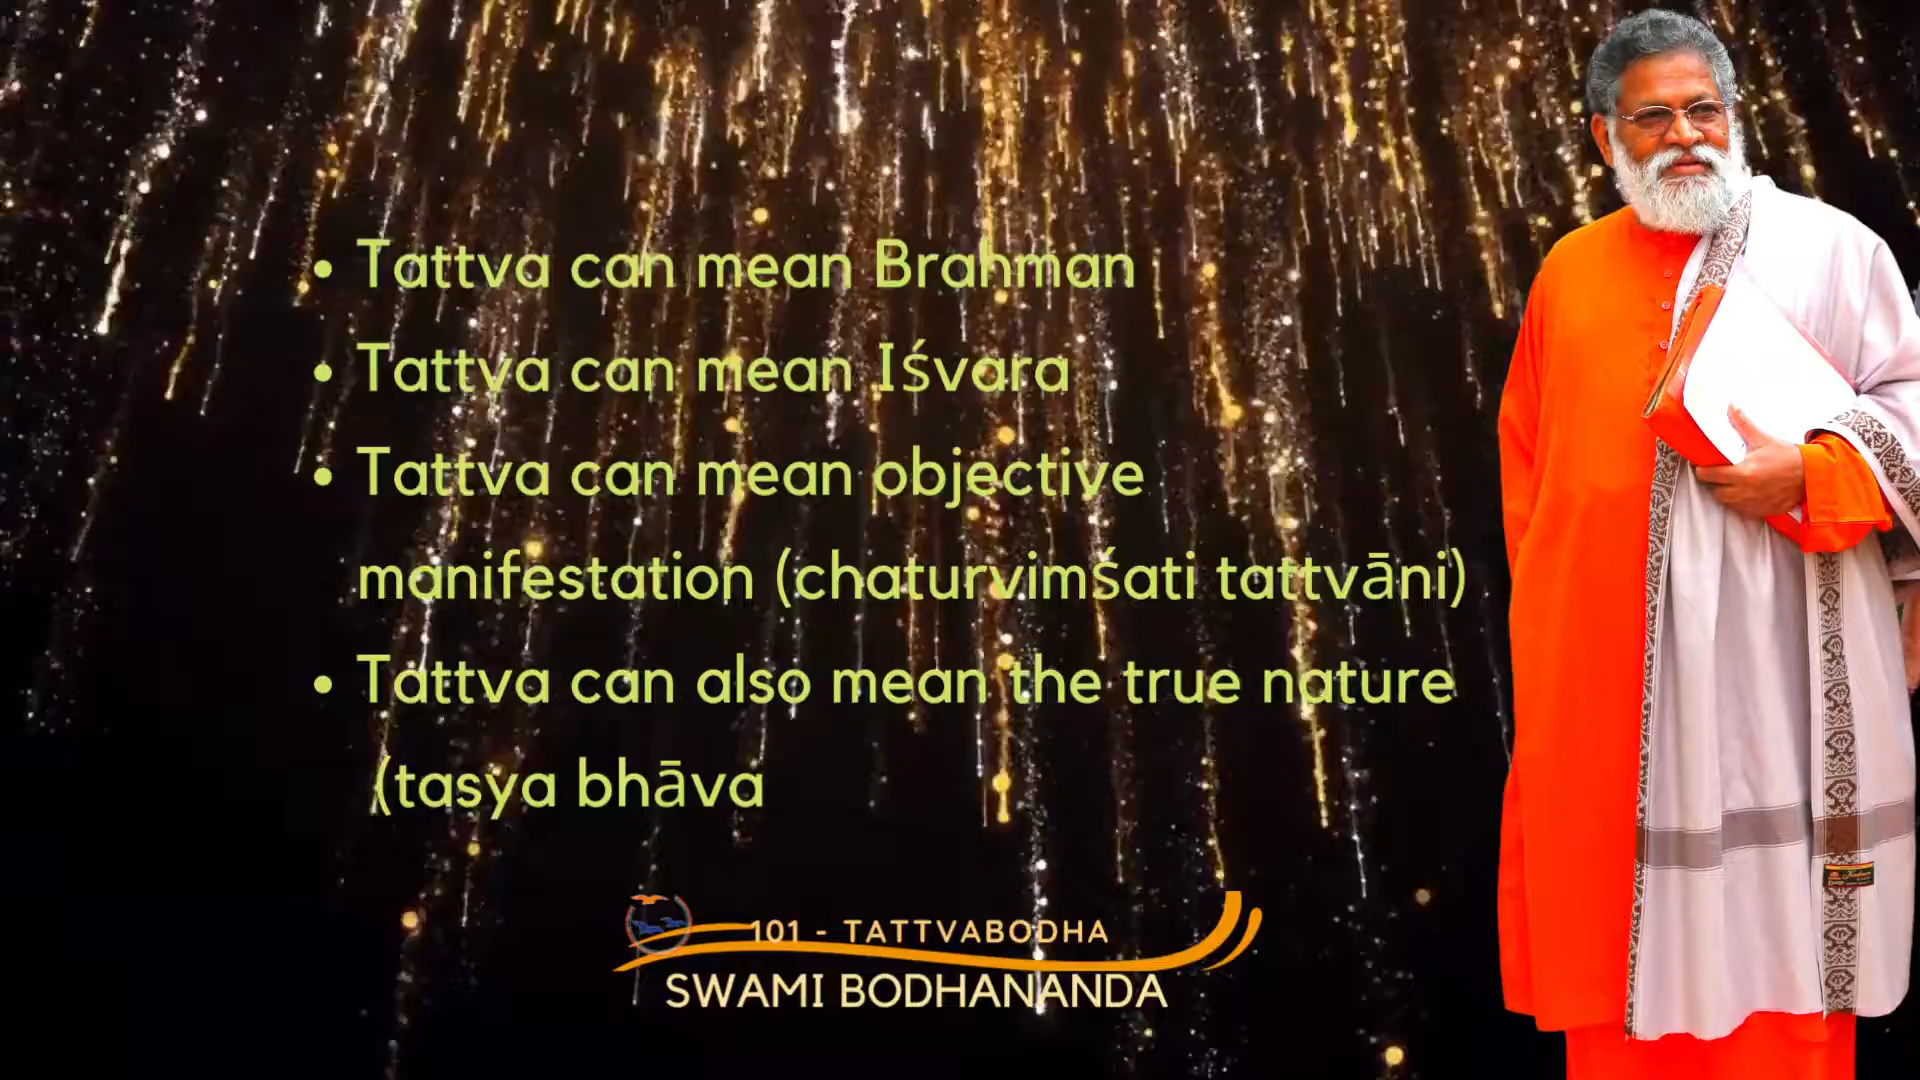 • Tattva can mean Brahman
• Tattva can mean Iśvara
• Tattva can mean objective
manifestation (chaturvimśati tattvāni)
• Tattva can also mean the true nature
(tasya bhāva
101 - TATTVABODHA
SWAMI BODHANANDA